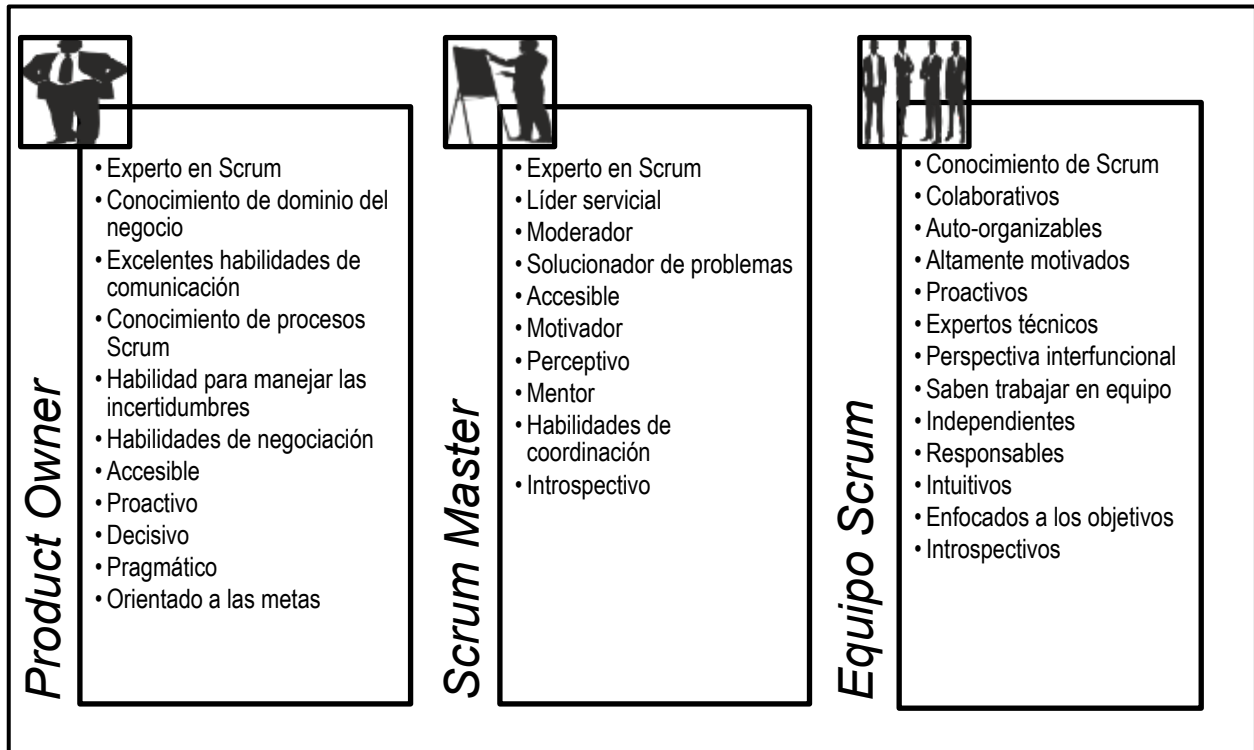 Product Owner
• Experto en Scrum
• Conocimiento de dominio del
negocio
• Excelentes habilidades de
comunicación
• Conocimiento de procesos
Scrum
• Habilidad para manejar las
incertidumbres
• Habilidades de negociación
• Accesible
• Proactivo
• Decisivo
• Pragmático
• Orientado a las metas
Scrum Master
• Experto en Scrum
• Líder servicial
• Moderador
• Solucionador de problemas
• Accesible
• Motivador
• Perceptivo
• Mentor
• Habilidades de
coordinación
• Introspectivo
Equipo Scrum
• Conocimiento de Scrum
• Colaborativos
• Auto-organizables
• Altamente motivados
• Proactivos
• Expertos técnicos
• Perspectiva interfuncional
• Saben trabajar en equipo
• Independientes
• Responsables
• Intuitivos
• Enfocados a los objetivos
• Introspectivos